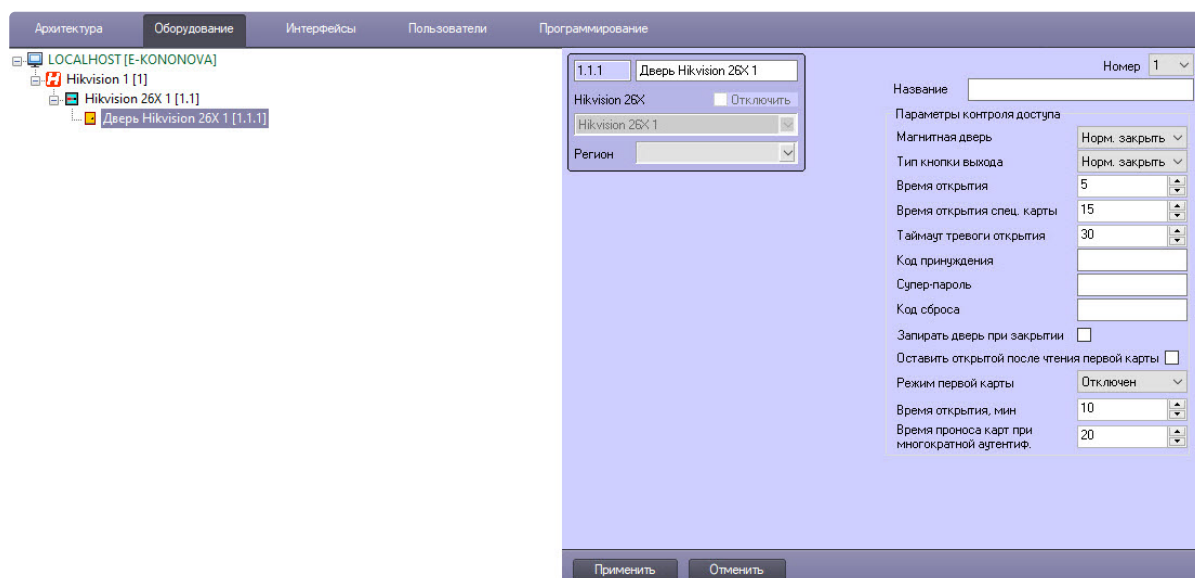 Архитектура Оборудование Интерфейсы Пользователи Программирование
LOCALHOST [E-KONONOVA]
Hikvision 1 [1]
Hikvision 26X 1 [1.1]
Дверь Hikvision 26X 1 [1.1.1]
1.1.1 Дверь Hikvision 26X 1
Hikvision 26X Отключить
Hikvision 26X 1
Регион
Номер 1
Название
Параметры контроля доступа
Магнитная дверь Норм. закрыть
Тип кнопки выхода Норм. закрыть
Время открытия 5
Время открытия спец. карты 15
Таймаут тревоги открытия 30
Код принуждения
Супер-пароль
Код сброса
Запирать дверь при закрытии
Оставить открытой после чтения первой карты
Режим первой карты Отключен
Время открытия, мин 10
Время проноса карт при
многократной аутентиф. 20
Применить Отменить